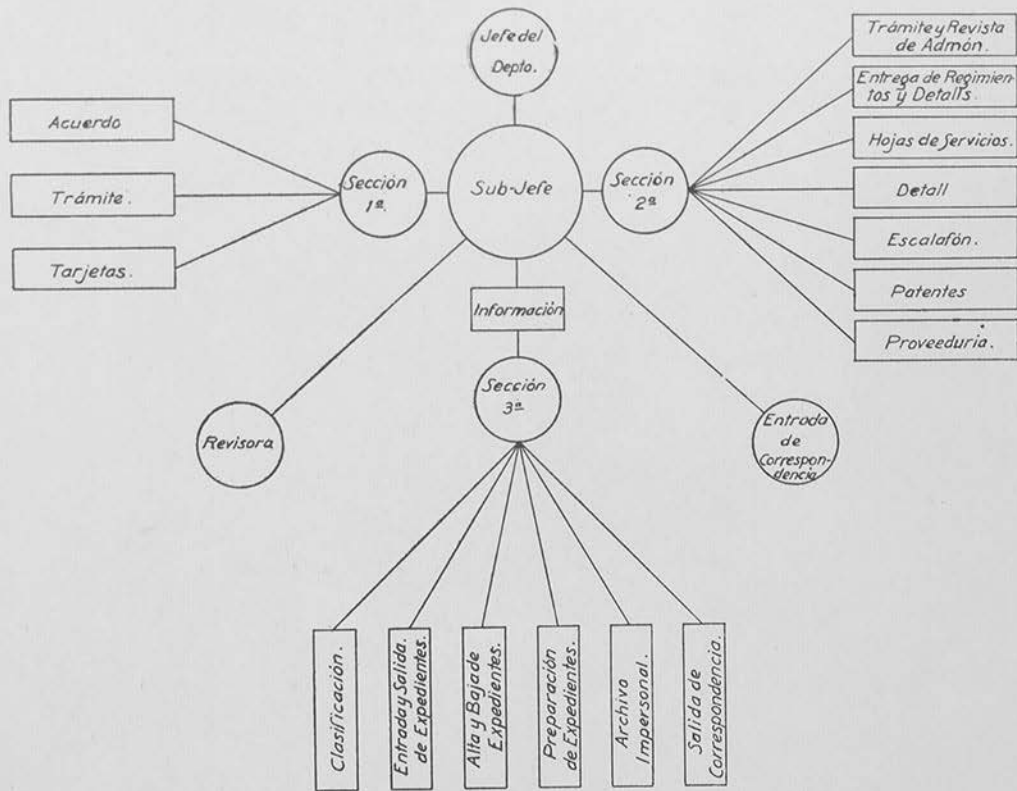 Jefe del
Depto.
Sub-Jefe
Sección
1ª.
Acuerdo
Trámite.
Tarjetas.
Sección
2ª
Trámite y Revista
de Admón.
Entrega de Regimien-
tos y Detalls.
Hojas de Servicios.
Detall
Escalafón.
Patentes
Proveeduria.
Información
Sección
3ª
Revisora
Entrada
de
Correspon-
dencia
Clasificación.
Entrada y Salida.
de Expedientes.
Alta y Baja de
Expedientes.
Preparación
de Expedientes.
Archivo
Impersonal.
Salida de
Correspondencia.